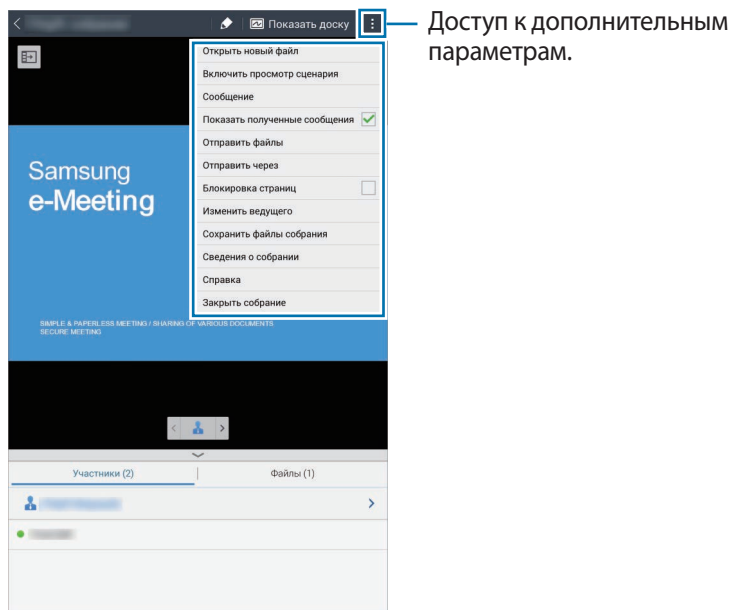 Показать доску
Доступ к дополнительным
параметрам.
Открыть новый файл
Включить просмотр сценария
Сообщение
Показать полученные сообщения
Отправить файлы
Отправить через
Блокировка страниц
Изменить ведущего
Сохранить файлы собрания
Сведения о собрании
Справка
Закрыть собрание
Samsung
e-Meeting
SIMPLE & PAPERLESS MEETING / SHARING OF VARIOUS DOCUMENTS
SECURE MEETING
Участники (2)
Файлы (1)